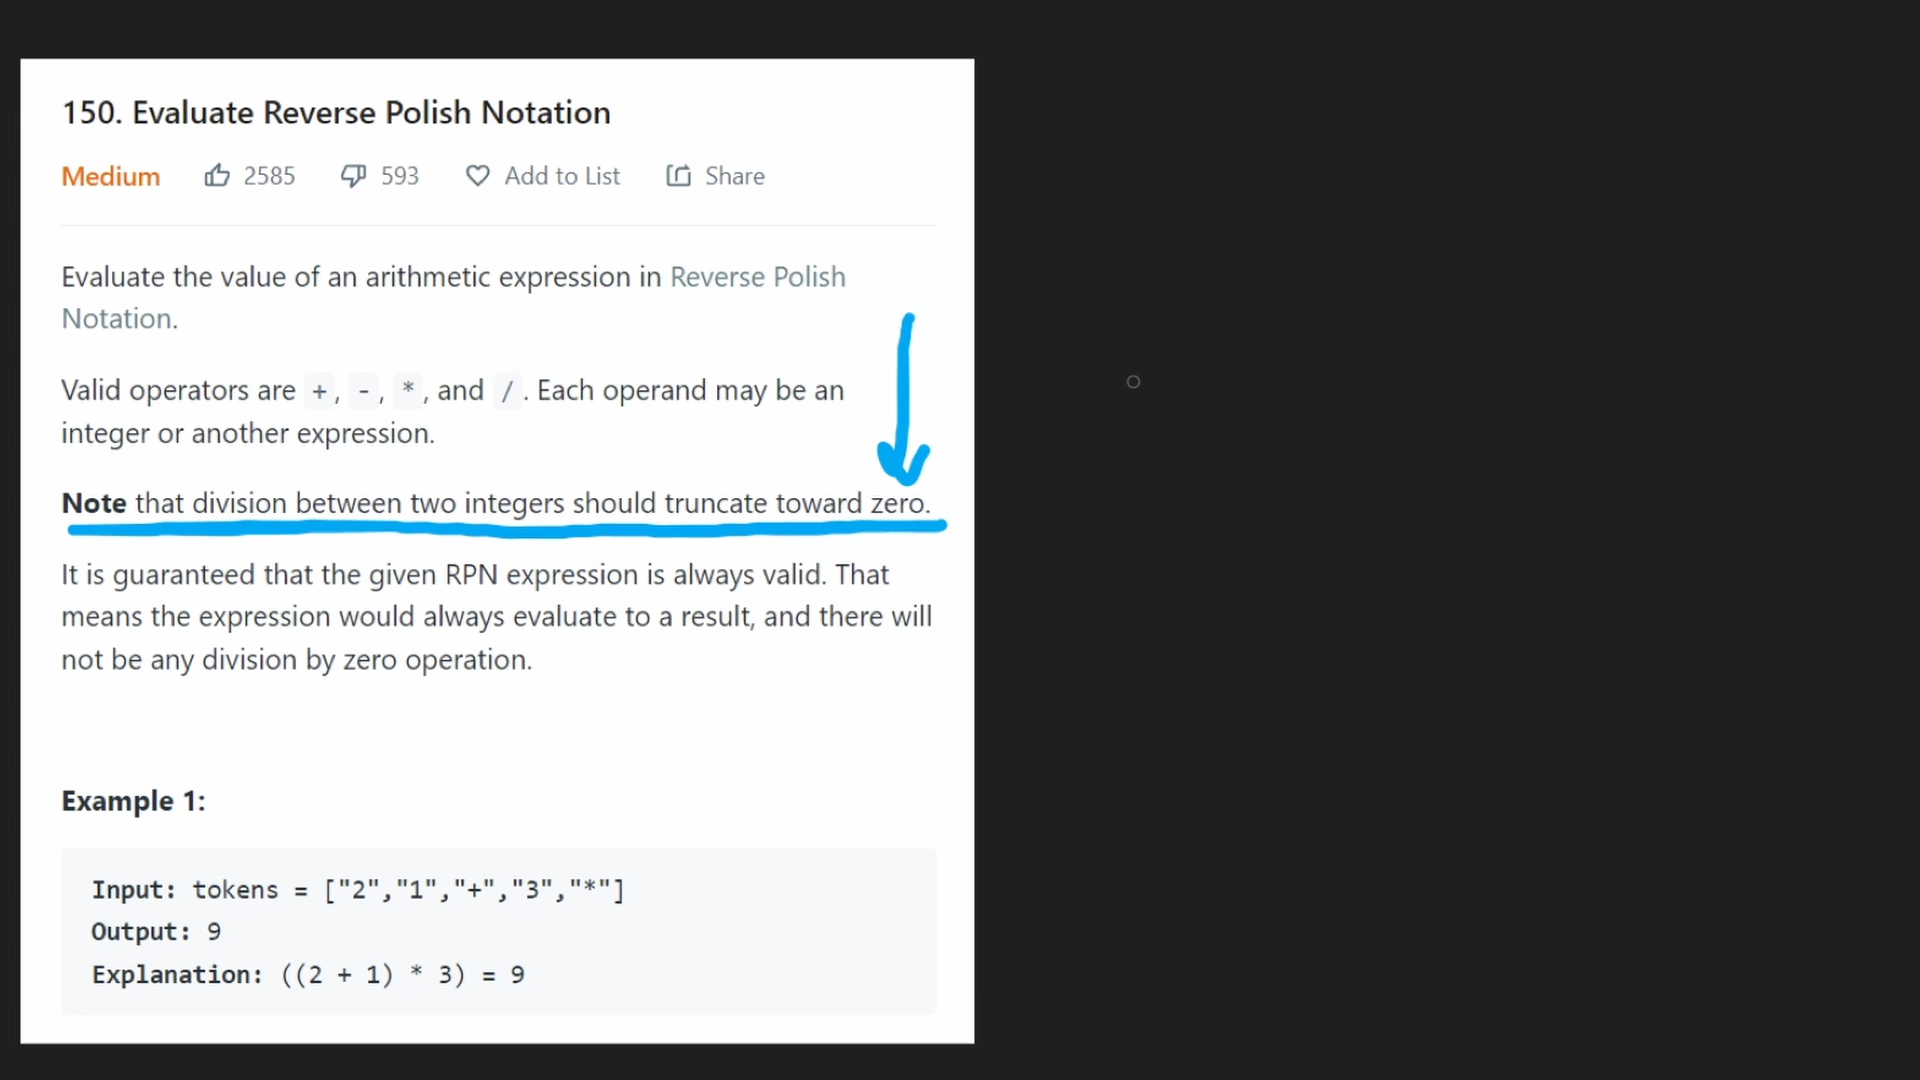 150. Evaluate Reverse Polish Notation
Medium 2585 593 Add to List Share
Evaluate the value of an arithmetic expression in Reverse Polish
Notation.
Valid operators are +, -, *, and /. Each operand may be an
integer or another expression.
Note that division between two integers should truncate toward zero.
It is guaranteed that the given RPN expression is always valid. That
means the expression would always evaluate to a result, and there will
not be any division by zero operation.
Example 1:
Input: tokens = ["2","1","+","3","*"]
Output: 9
Explanation: ((2 + 1) * 3) = 9